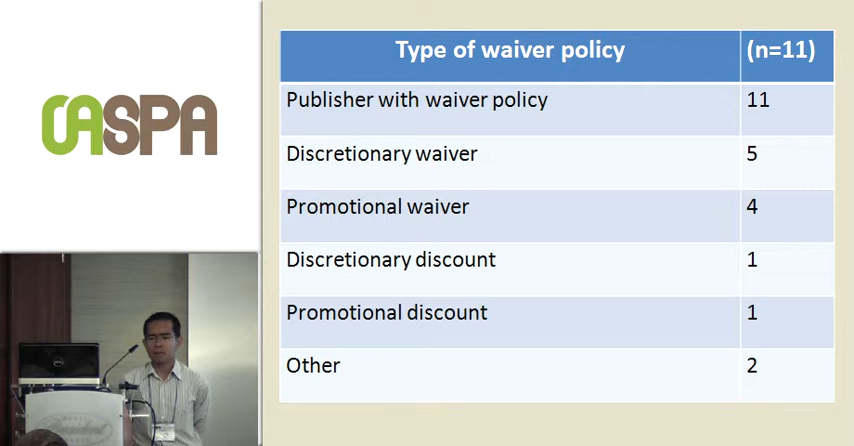 OASPA
Type of waiver policy (n=11)
Publisher with waiver policy 11
Discretionary waiver 5
Promotional waiver 4
Discretionary discount 1
Promotional discount 1
Other 2